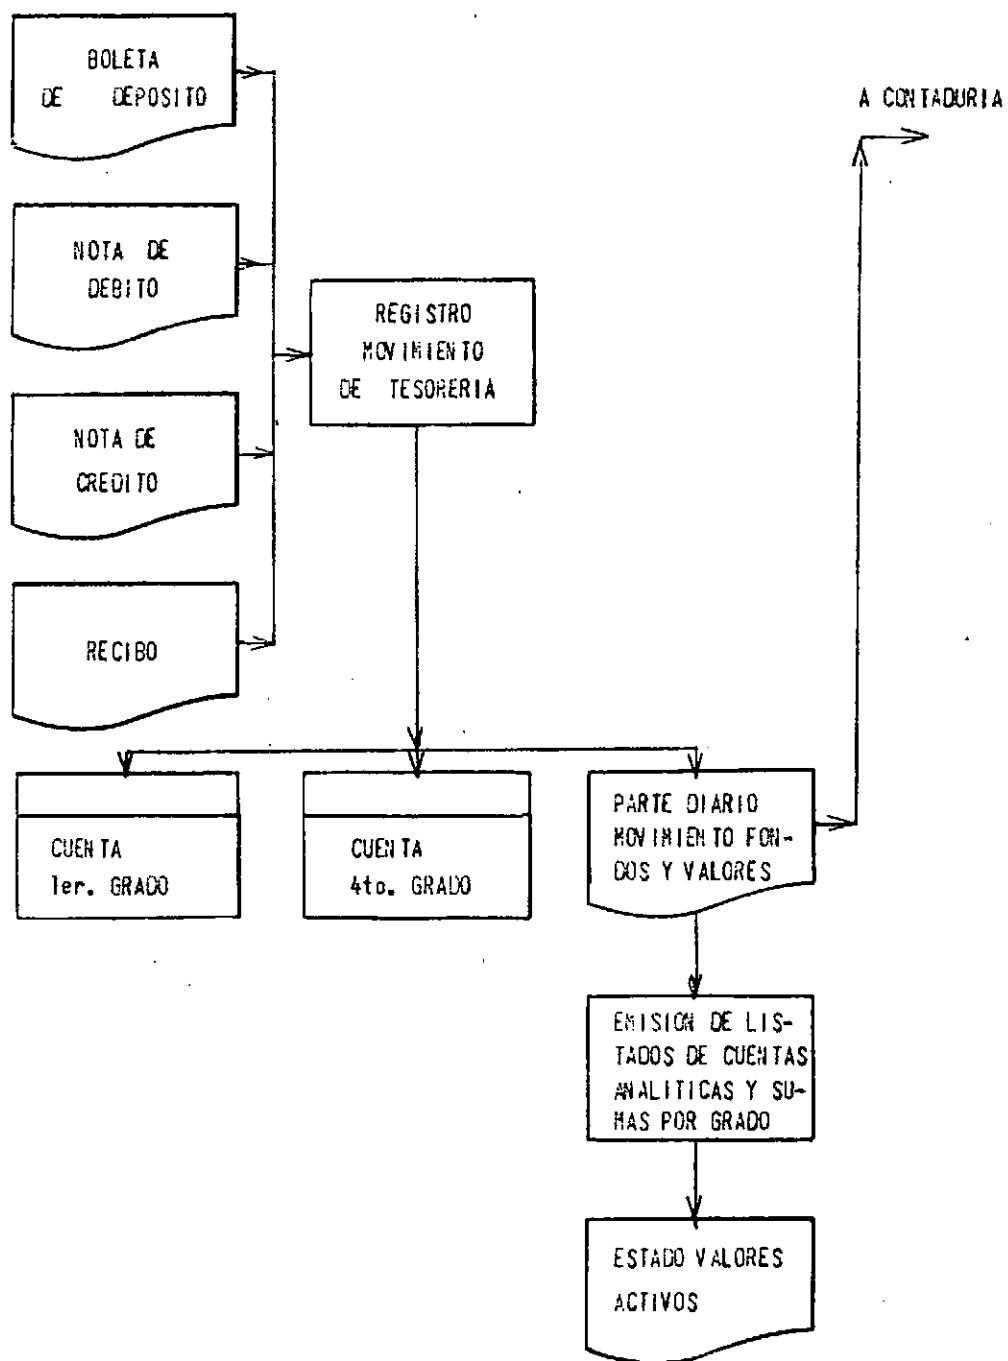 BOLETA
DE DEPOSITO
A CONTADURIA
NOTA DE
DEBITO
REGISTRO
MOVIMIENTO
DE TESORERIA
NOTA DE
CREDITO
RECIBO
CUENTA
1er. GRADO
CUENTA
4to. GRADO
PARTE DIARIO
MOVIMIENTO FON-
DOS Y VALORES
EMISION DE LIS-
TADOS DE CUENTAS
ANALITICAS Y SU-
MAS POR GRADO
ESTADO VALORES
ACTIVOS